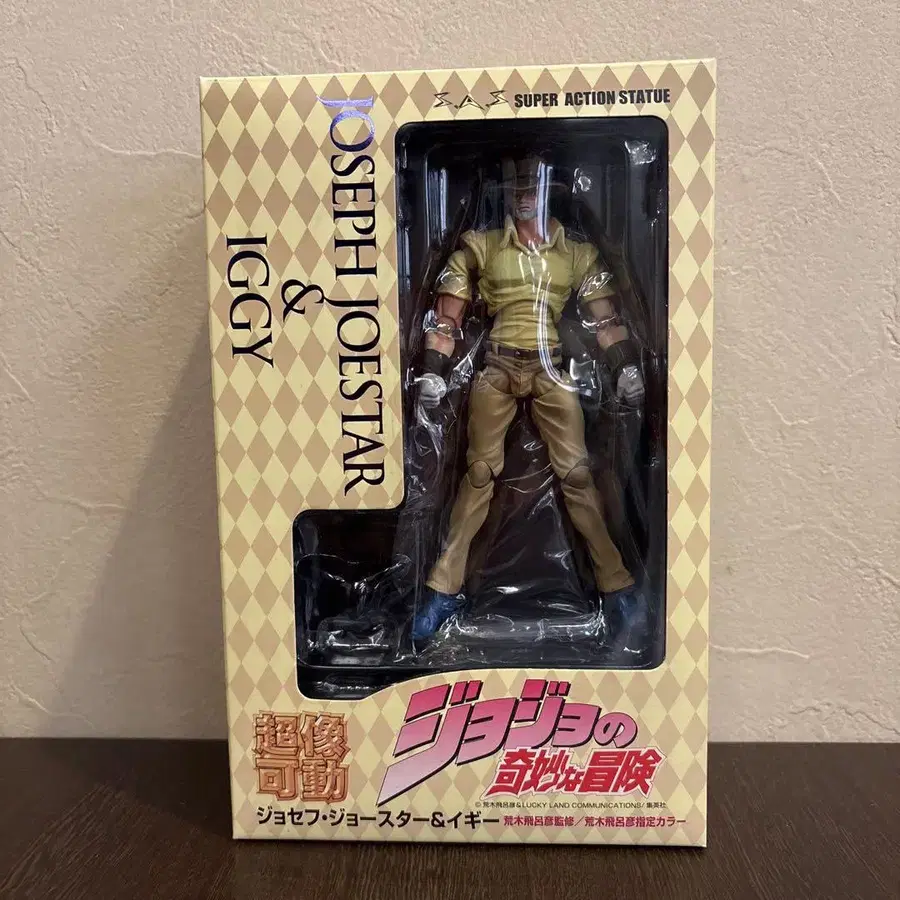 S.A.S SUPER ACTION STATUE
JOSEPH JOESTAR
&
IGGY
超像
可動
ジョジョの
奇妙な冒険
© 荒木飛呂彦&LUCKY LAND COMMUNICATIONS/集英社
ジョセフ・ジョースター&イギー 荒木飛呂彦監修/荒木飛呂彦指定カラー